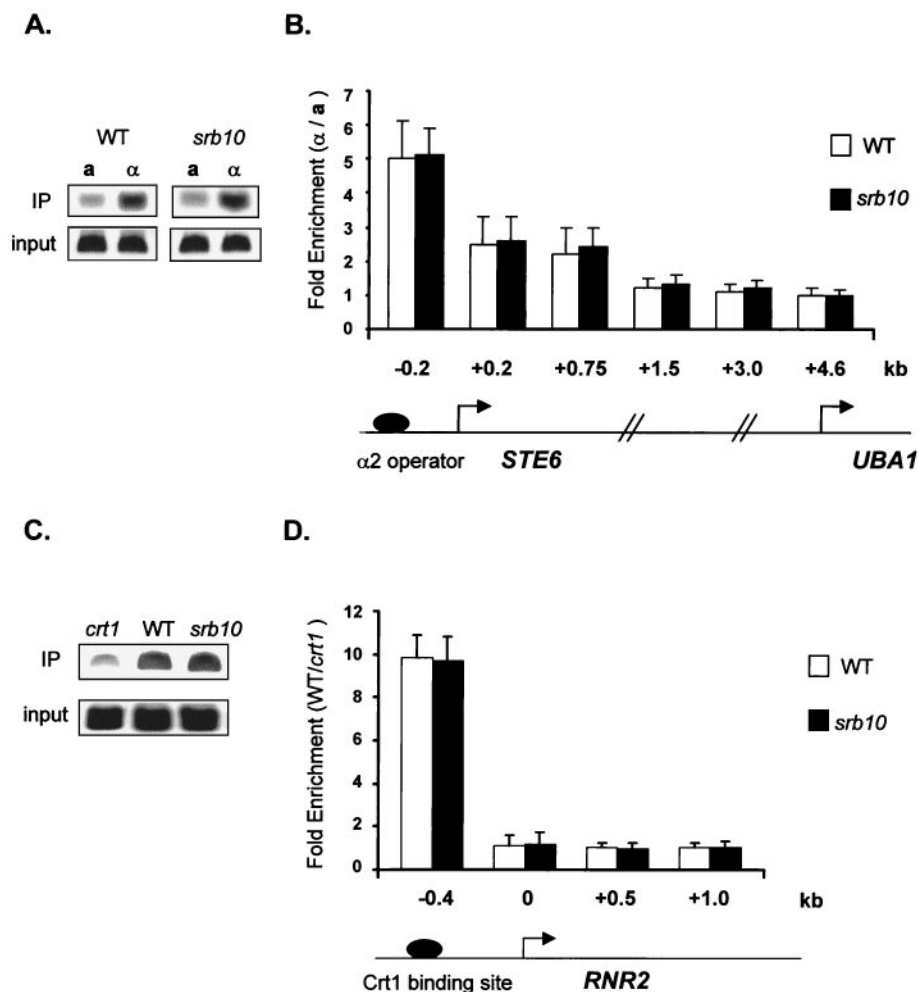 A.
WT srb10
a α a α
IP
input
B.
Fold Enrichment (α / a)
7
6
5
4
3
2
1
0
WT
srb10
-0.2 +0.2 +0.75 +1.5 +3.0 +4.6 kb
α2 operator STE6 UBA1
C.
crt1 WT srb10
IP
input
D.
Fold Enrichment (WT/crt1)
12
10
8
6
4
2
0
WT
srb10
-0.4 0 +0.5 +1.0 kb
Crt1 binding site RNR2